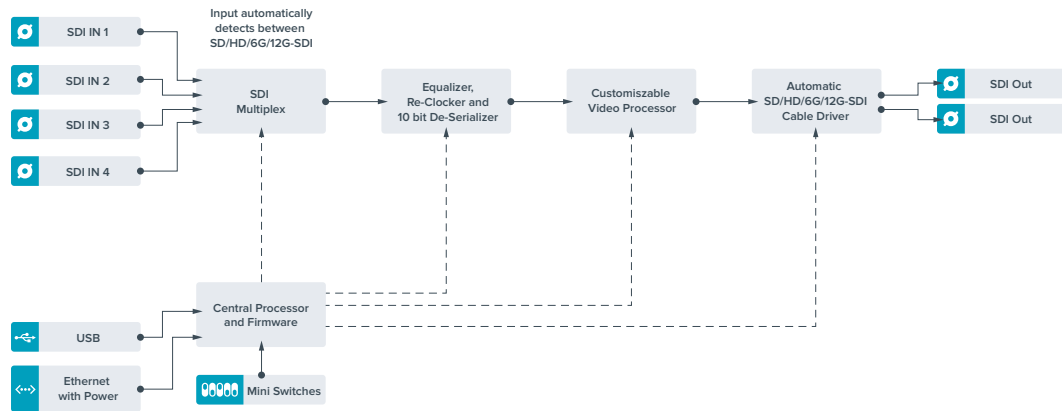 Input automatically
detects between
SD/HD/6G/12G-SDI
SDI IN 1
SDI IN 2
SDI IN 3
SDI IN 4
SDI
Multiplex
Equalizer,
Re-Clocker and
10 bit De-Serializer
Customiszable
Video Processor
Automatic
SD/HD/6G/12G-SDI
Cable Driver
SDI Out
SDI Out
Central Processor
and Firmware
USB
Ethernet
with Power
Mini Switches